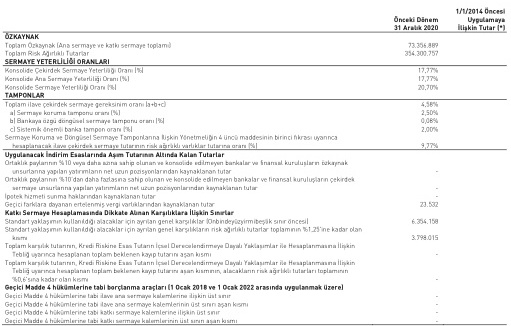 1/1/2014 Öncesi
Önceki Dönem Uygulamaya
31 Aralık 2020 İlişkin Tutar (*)
ÖZKAYNAK
Toplam Özkaynak (Ana sermaye ve katkı sermaye toplamı) 73.356.889
Toplam Risk Ağırlıklı Tutarlar 354.300.757
SERMAYE YETERLİLİĞİ ORANLARI
Konsolide Çekirdek Sermaye Yeterliliği Oranı (%) 17,77%
Konsolide Ana Sermaye Yeterliliği Oranı (%) 17,77%
Konsolide Sermaye Yeterliliği Oranı (%) 20,70%
TAMPONLAR
Toplam ilave çekirdek sermaye gereksinim oranı (a+b+c) 4,58%
a) Sermaye koruma tamponu oranı (%) 2,50%
b) Bankaya özgü döngüsel sermaye tamponu oranı (%) 0,08%
c) Sistemik önemli banka tampon oranı (%) 2,00%
Sermaye Koruma ve Döngüsel Sermaye Tamponlarına İlişkin Yönetmeliğin 4 üncü maddesinin birinci fıkrası uyarınca
hesaplanacak ilave çekirdek sermaye tutarının risk ağırlıklı varlıklar tutarına oranı (%) 9,77%
Uygulanacak İndirim Esaslarında Aşım Tutarının Altında Kalan Tutarlar
Ortaklık paylarının %10 veya daha azına sahip olunan ve konsolide edilmeyen bankalar ve finansal kuruluşların özkaynak
unsurlarına yapılan yatırımların net uzun pozisyonlarından kaynaklanan tutar -
Ortaklık paylarının %10'dan daha fazlasına sahip olunan ve konsolide edilmeyen bankalar ve finansal kuruluşların çekirdek
sermaye unsurlarına yapılan yatırımların net uzun pozisyonlarından kaynaklanan tutar -
İpotek hizmeti sunma haklarından kaynaklanan tutar -
Geçici farklara dayanan ertelenmiş vergi varlıklarından kaynaklanan tutar 23.532
Katkı Sermaye Hesaplamasında Dikkate Alınan Karşılıklara İlişkin Sınırlar
Standart yaklaşımın kullanıldığı alacaklar için ayrılan genel karşılıklar (Onbindeyüzyirmibeşlik sınır öncesi) 6.354.158
Standart yaklaşımın kullanıldığı alacaklar için ayrılan genel karşılıkların risk ağırlıklı tutarlar toplamının %1,25'ine kadar olan
kısmı 3.798.015
Toplam karşılık tutarının, Kredi Riskine Esas Tutarın İçsel Derecelendirmeye Dayalı Yaklaşımlar ile Hesaplanmasına İlişkin
Tebliğ uyarınca hesaplanan toplam beklenen kayıp tutarını aşan kısmı -
Toplam karşılık tutarının, Kredi Riskine Esas Tutarın İçsel Derecelendirmeye Dayalı Yaklaşımlar ile Hesaplanmasına İlişkin
Tebliğ uyarınca hesaplanan toplam beklenen kayıp tutarını aşan kısmının, alacakların risk ağırlıklı tutarları toplamının
%0,6'sına kadar olan kısmı -
Geçici Madde 4 hükümlerine tabi borçlanma araçları (1 Ocak 2018 ve 1 Ocak 2022 arasında uygulanmak üzere)
Geçici Madde 4 hükümlerine tabi ilave ana sermaye kalemlerine ilişkin üst sınır -
Geçici Madde 4 hükümlerine tabi ilave ana sermaye kalemlerinin üst sınırı aşan kısmı -
Geçici Madde 4 hükümlerine tabi katkı sermaye kalemlerine ilişkin üst sınır -
Geçici Madde 4 hükümlerine tabi katkı sermaye kalemlerinin üst sınırı aşan kısmı -